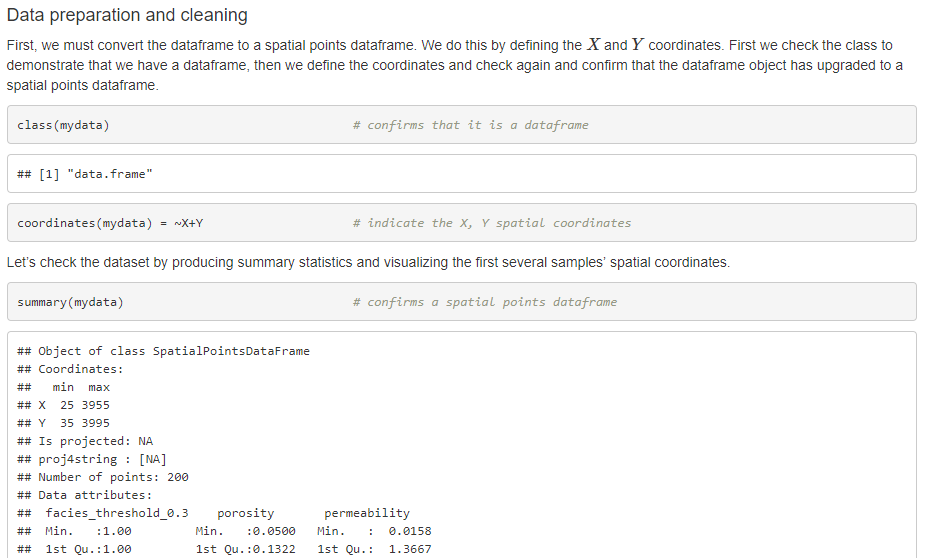 Data preparation and cleaning
First, we must convert the dataframe to a spatial points dataframe. We do this by defining the X and Y coordinates. First we check the class to
demonstrate that we have a dataframe, then we define the coordinates and check again and confirm that the dataframe object has upgraded to a
spatial points dataframe.
class(mydata)                                  # confirms that it is a dataframe
## [1] "data.frame"
coordinates(mydata) = ~X+Y                     # indicate the X, Y spatial coordinates
Let's check the dataset by producing summary statistics and visualizing the first several samples' spatial coordinates.
summary(mydata)                                # confirms a spatial points dataframe
## Object of class SpatialPointsDataFrame
## Coordinates:
##   min  max
## X  25 3955
## Y  35 3995
## Is projected: NA
## proj4string : [NA]
## Number of points: 200
## Data attributes:
##  facies_threshold_0.3    porosity       permeability
##  Min.   :1.00         Min.   :0.0500   Min.   :  0.0158
##  1st Qu.:1.00         1st Qu.:0.1322   1st Qu.:  1.3667